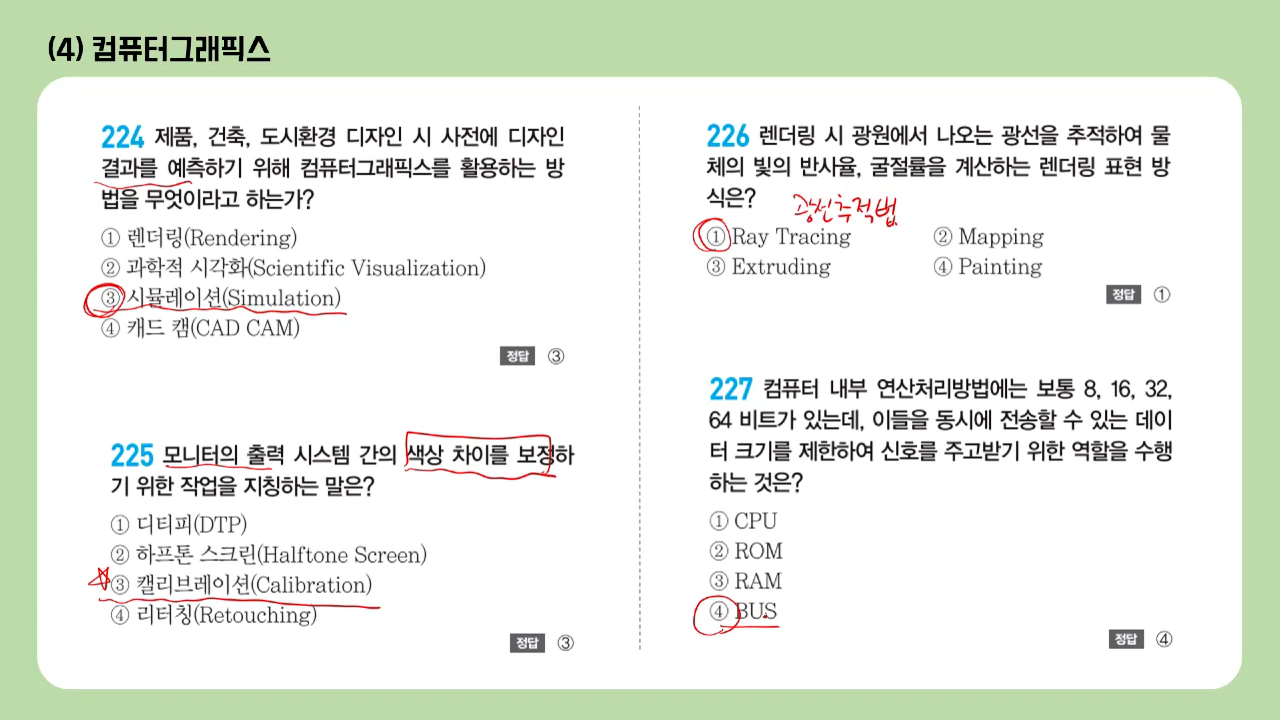 (4) 컴퓨터그래픽스
224 제품, 건축, 도시환경 디자인 시 사전에 디자인
결과를 예측하기 위해 컴퓨터그래픽스를 활용하는 방
법을 무엇이라고 하는가?
① 렌더링(Rendering)
② 과학적 시각화(Scientific Visualization)
③ 시뮬레이션(Simulation)
④ 캐드 캠(CAD CAM)
정답 ③
225 모니터의 출력 시스템 간의 색상 차이를 보정하
기 위한 작업을 지칭하는 말은?
① 디티피(DTP)
② 하프톤 스크린(Halftone Screen)
③ 캘리브레이션(Calibration)
④ 리터칭(Retouching)
정답 ③
226 렌더링 시 광원에서 나오는 광선을 추적하여 물
체의 빛의 반사율, 굴절률을 계산하는 렌더링 표현 방
식은?
광선추적법
① Ray Tracing ② Mapping
③ Extruding ④ Painting
정답 ①
227 컴퓨터 내부 연산처리방법에는 보통 8, 16, 32,
64 비트가 있는데, 이들을 동시에 전송할 수 있는 데이
터 크기를 제한하여 신호를 주고받기 위한 역할을 수행
하는 것은?
① CPU
② ROM
③ RAM
④ BUS
정답 ④